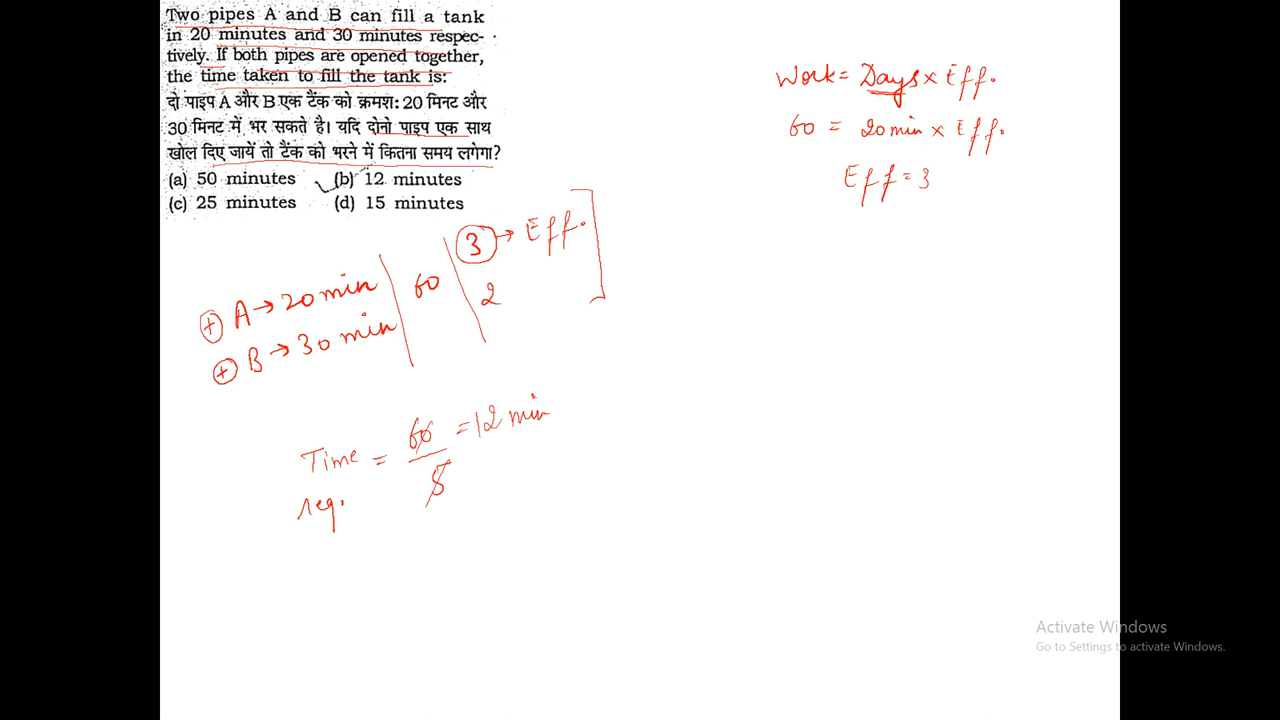 Two pipes A and B can fill a tank
in 20 minutes and 30 minutes respec-
tively. If both pipes are opened together,
the time taken to fill the tank is:
दो पाइप A और B एक टैंक को क्रमश: 20 मिनट और
30 मिनट में भर सकते है। यदि दोनो पाइप एक साथ
खोल दिए जायें तो टैंक को भरने में कितना समय लगेगा?
(a) 50 minutes (b) 12 minutes
(c) 25 minutes (d) 15 minutes
Work = Days × Eff.
60 = 20 min × Eff.
Eff = 3
+ A → 20 min | 60 | 3 → Eff.
+ B → 30 min 2
Time req. = 60/5 = 12 min
Activate Windows
Go to Settings to activate Windows.